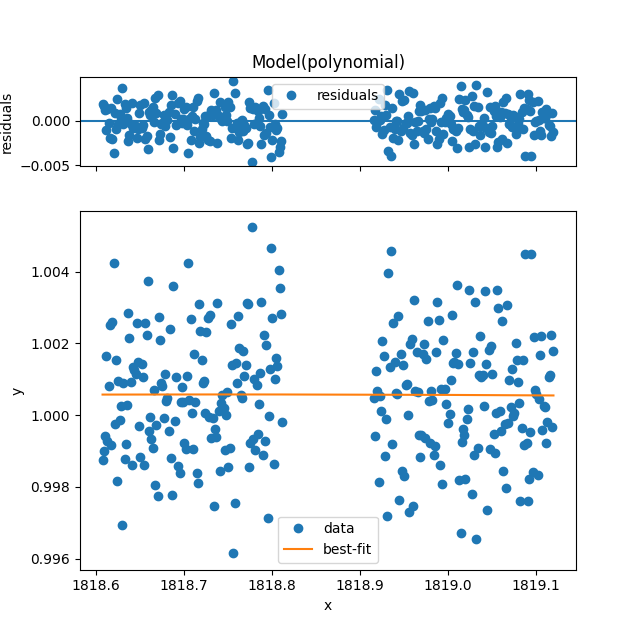 Model(polynomial)
residuals
0.000
−0.005
residuals
y
1.004
1.002
1.000
0.998
0.996
data
best-fit
1818.6 1818.7 1818.8 1818.9 1819.0 1819.1
x